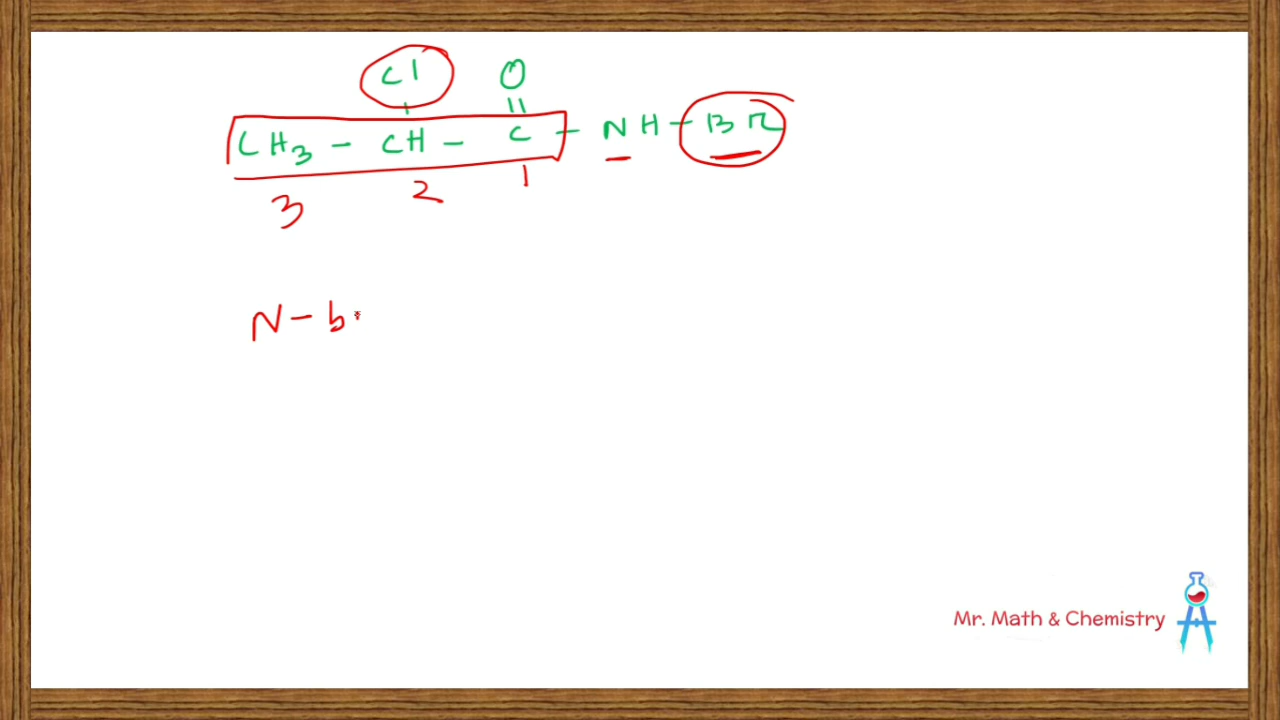 Cl O
||
CH3 - CH - C - NH - BR
3 2 1
N-b
Mr. Math & Chemistry